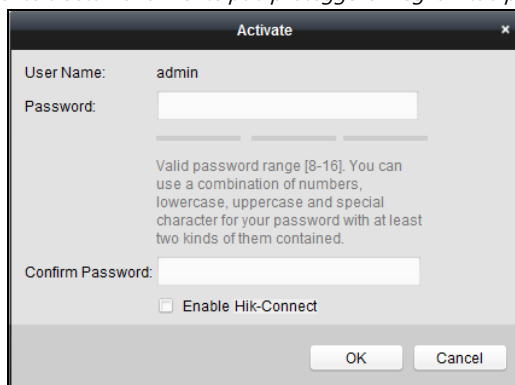 Activate
User Name: admin
Password:
Valid password range [8-16]. You can
use a combination of numbers,
lowercase, uppercase and special
character for your password with at least
two kinds of them contained.
Confirm Password:
Enable Hik-Connect
OK Cancel